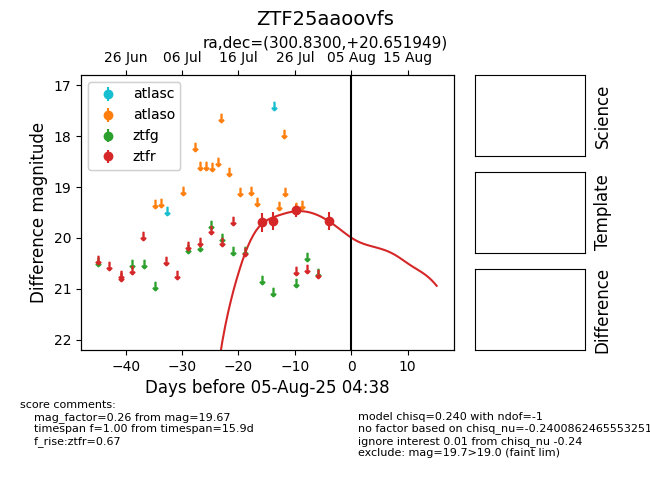 ZTF25aaoovfs
ra,dec=(300.8300,+20.651949)
26 Jun 06 Jul 16 Jul 26 Jul 05 Aug 15 Aug
17
18
19
20
21
22
Difference magnitude
atlasc
atlaso
ztfg
ztfr
−40 −30 −20 −10 0 10
Days before 05-Aug-25 04:38
Science
Template
Difference
score comments:
mag_factor=0.26 from mag=19.67
timespan f=1.00 from timespan=15.9d
f_rise:ztfr=0.67
model chisq=0.240 with ndof=-1
no factor based on chisq_nu=-0.2400862465553251
ignore interest 0.01 from chisq_nu -0.24
exclude: mag=19.7>19.0 (faint lim)